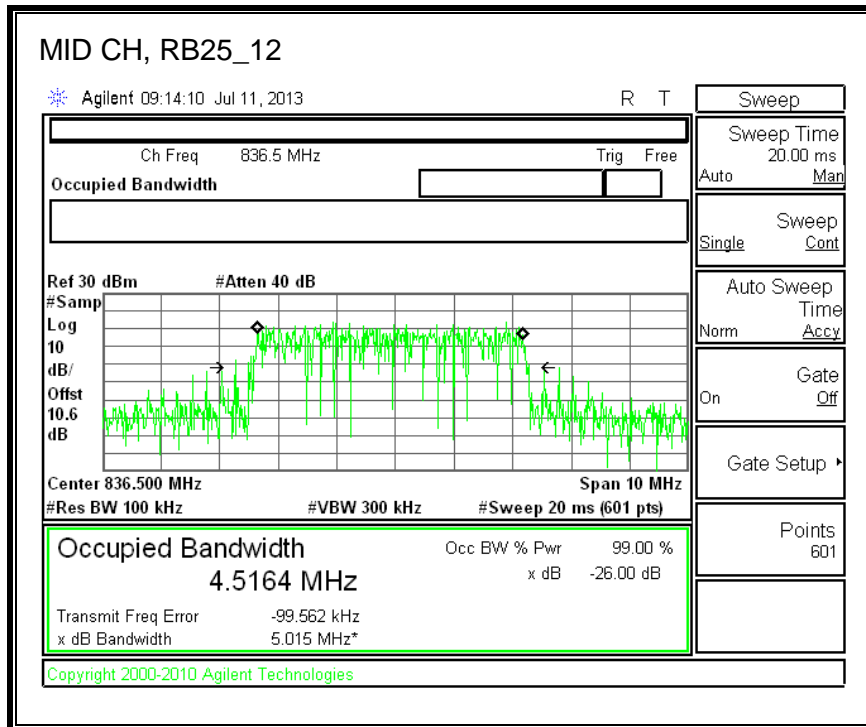 MID CH, RB25_12
Agilent 09:14:10 Jul 11, 2013 R T
Ch Freq 836.5 MHz Trig Free
Occupied Bandwidth
Ref 30 dBm #Atten 40 dB
#Samp
Log
10
dB/
Offst
10.6
dB
Center 836.500 MHz Span 10 MHz
#Res BW 100 kHz #VBW 300 kHz #Sweep 20 ms (601 pts)
Occupied Bandwidth Occ BW % Pwr 99.00 %
4.5164 MHz x dB -26.00 dB
Transmit Freq Error -99.562 kHz
x dB Bandwidth 5.015 MHz*
Copyright 2000-2010 Agilent Technologies
Sweep
Sweep Time
20.00 ms
Auto Man
Sweep
Single Cont
Auto Sweep
Time
Norm Accy
Gate
On Off
Gate Setup
Points
601